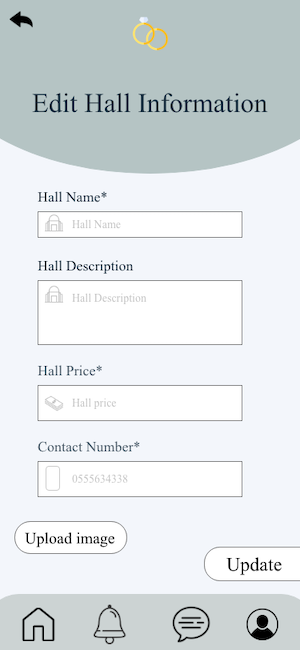 Edit Hall Information
Hall Name*
Hall Name
Hall Description
Hall Description
Hall Price*
Hall price
Contact Number*
0555634338
Upload image
Update